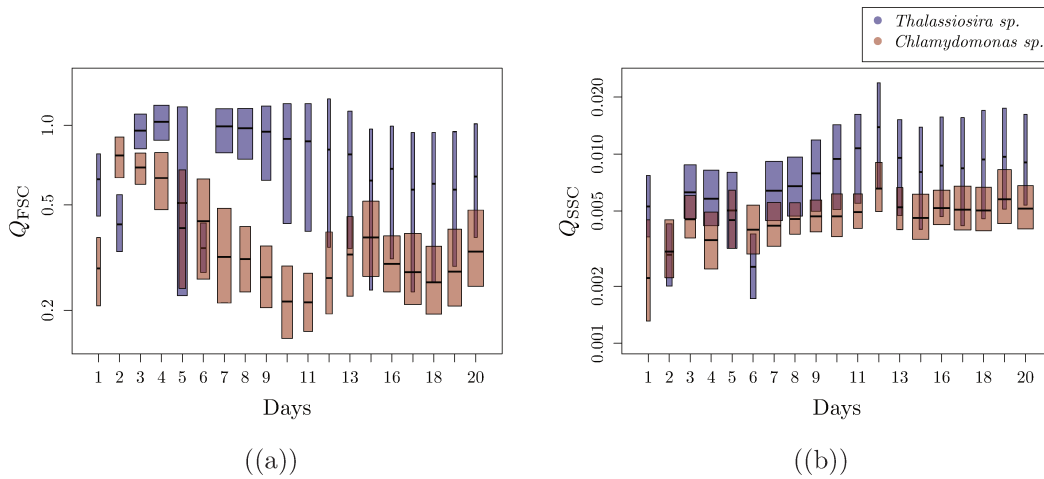 Thalassiosira sp.
Chlamydomonas sp.
Q_FSC
1.0
0.5
0.2
1 2 3 4 5 6 7 8 9 11 13 16 18 20
Days
((a))
Q_SSC
0.020
0.010
0.005
0.002
0.001
1 2 3 4 5 6 7 8 9 11 13 16 18 20
Days
((b))